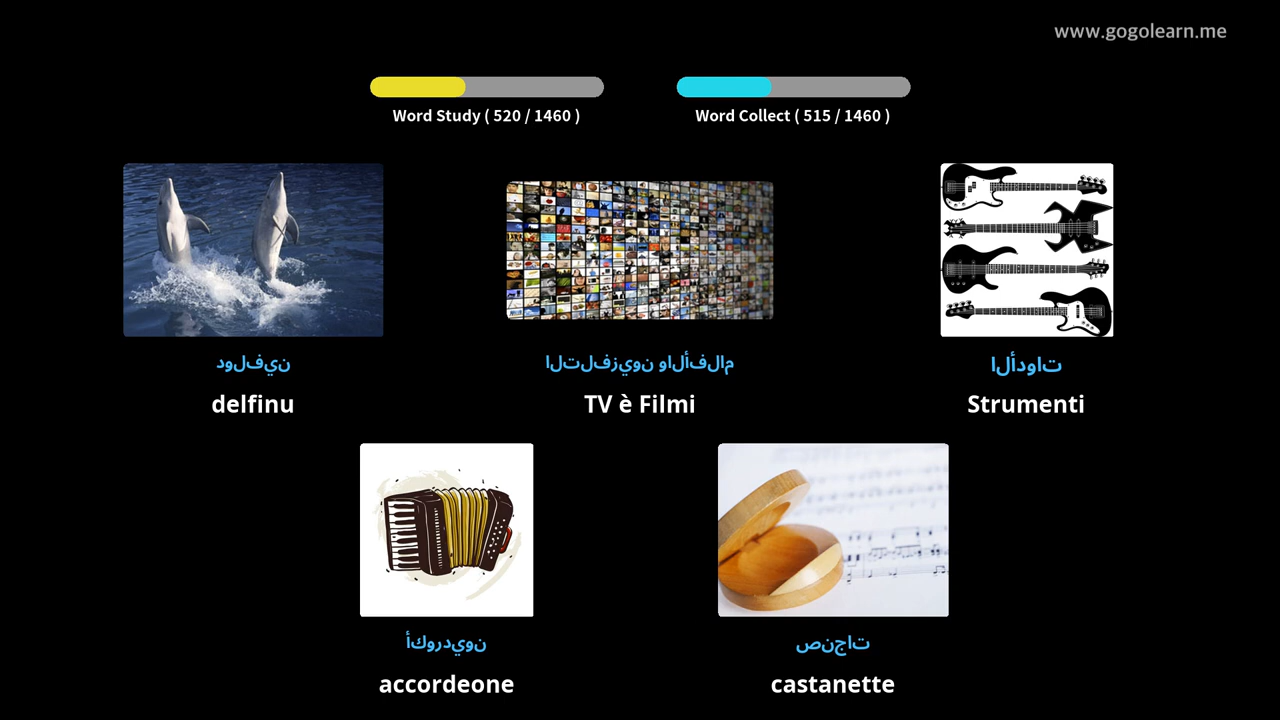 www.gogolearn.me
Word Study ( 520 / 1460 )
Word Collect ( 515 / 1460 )
دولفين
التلفزيون والأفلام
الأدوات
delfinu
TV è Filmi
Strumenti
أكورديون
صنجات
accordeone
castanette